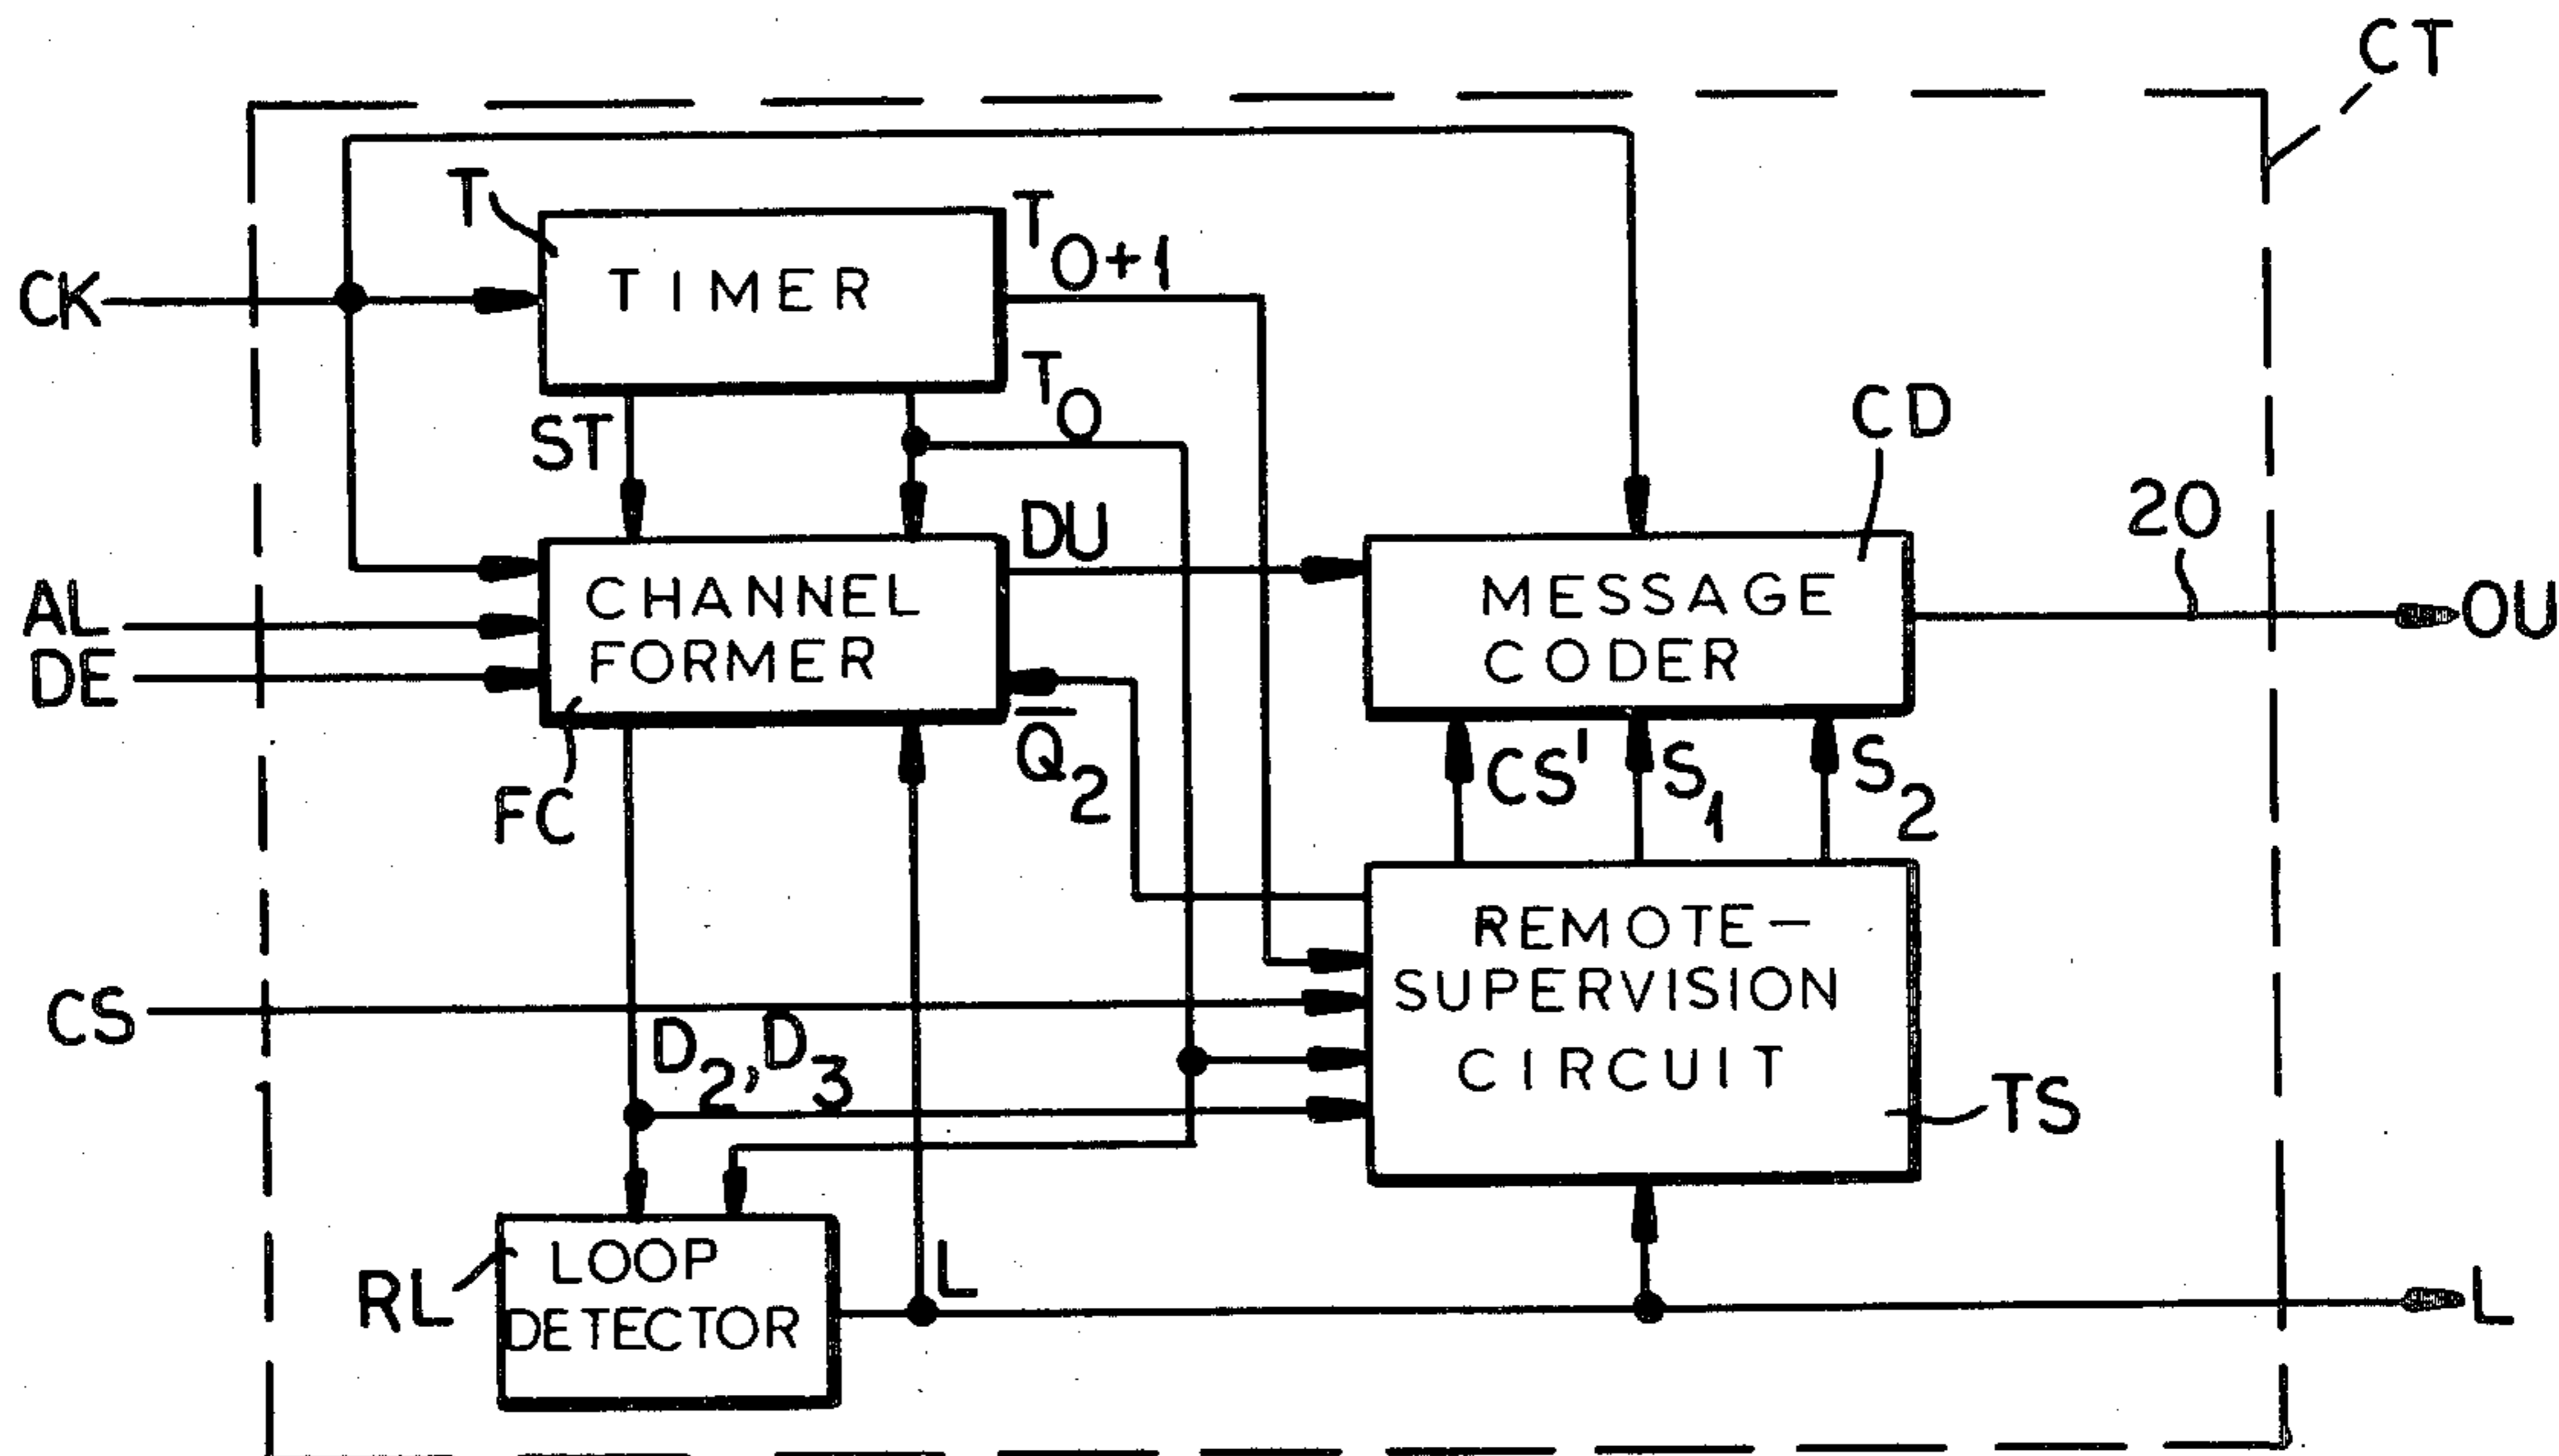 CT
T
T0+1
CK
TIMER
T0
ST
CD
20
DU
CHANNEL
FORMER
MESSAGE
CODER
AL
DE
OU
Q̅2
FC
CS'
S1
S2
REMOTE-
SUPERVISION
CIRCUIT
CS
D2, D3
TS
LOOP
DETECTOR
RL
L
L